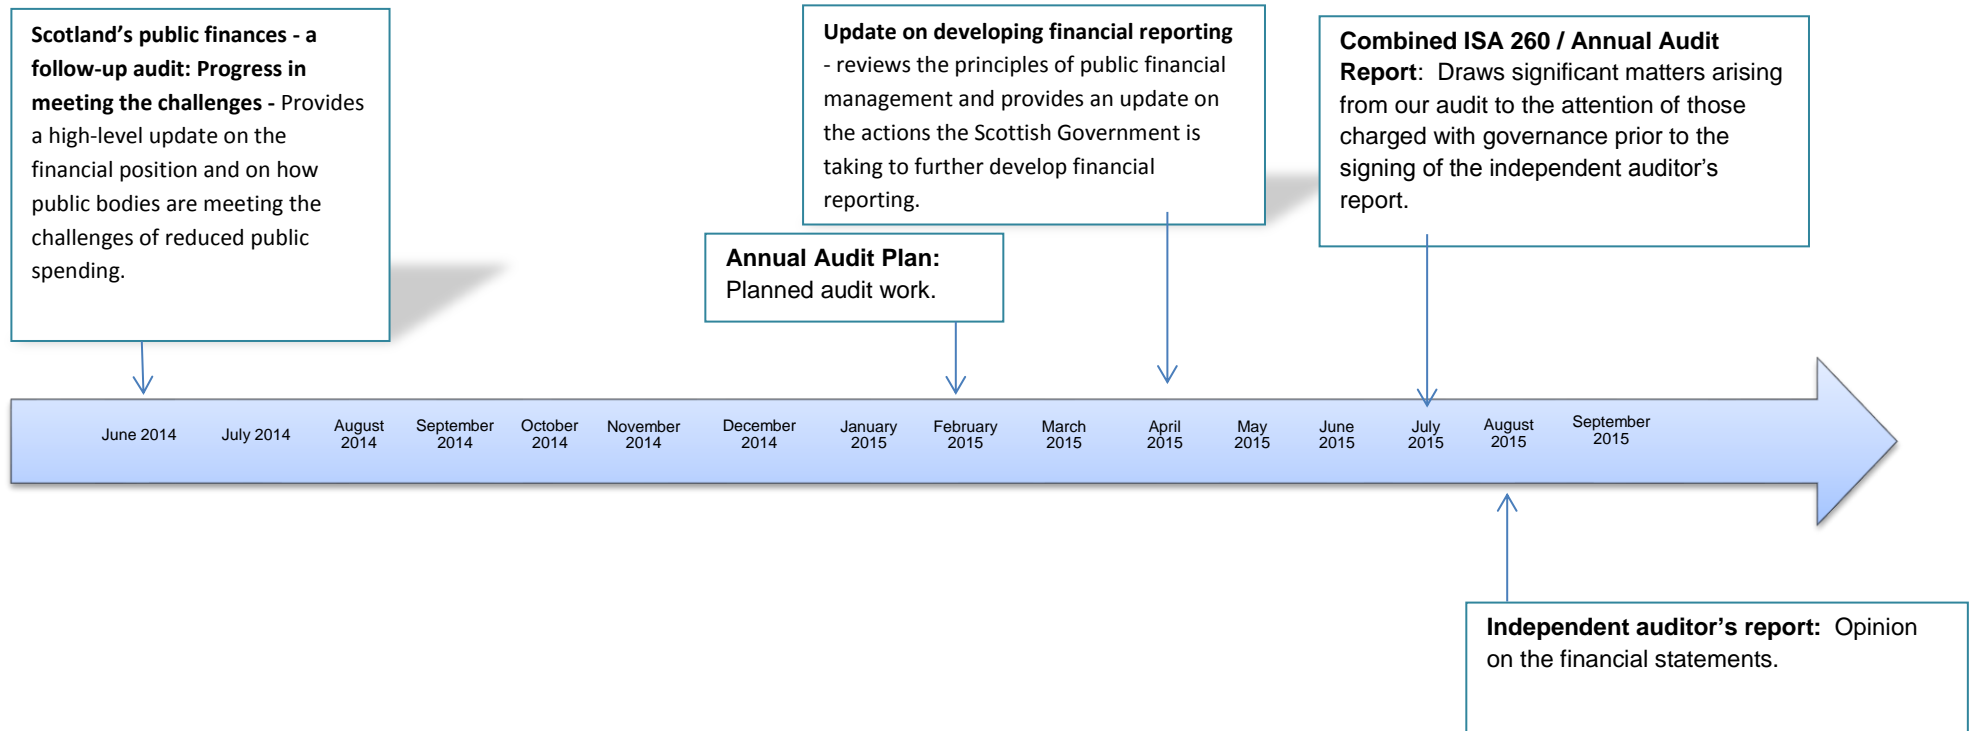 Scotland’s public finances - a
follow-up audit: Progress in
meeting the challenges - Provides
a high-level update on the
financial position and on how
public bodies are meeting the
challenges of reduced public
spending.
Update on developing financial reporting
- reviews the principles of public financial
management and provides an update on
the actions the Scottish Government is
taking to further develop financial
reporting.
Combined ISA 260 / Annual Audit
Report:  Draws significant matters arising
from our audit to the attention of those
charged with governance prior to the
signing of the independent auditor’s
report.
Annual Audit Plan:
Planned audit work.
June 2014
July 2014
August
2014
September
2014
October
2014
November
2014
December
2014
January
2015
February
2015
March
2015
April
2015
May
2015
June
2015
July
2015
August
2015
September
2015
Independent auditor’s report:  Opinion
on the financial statements.